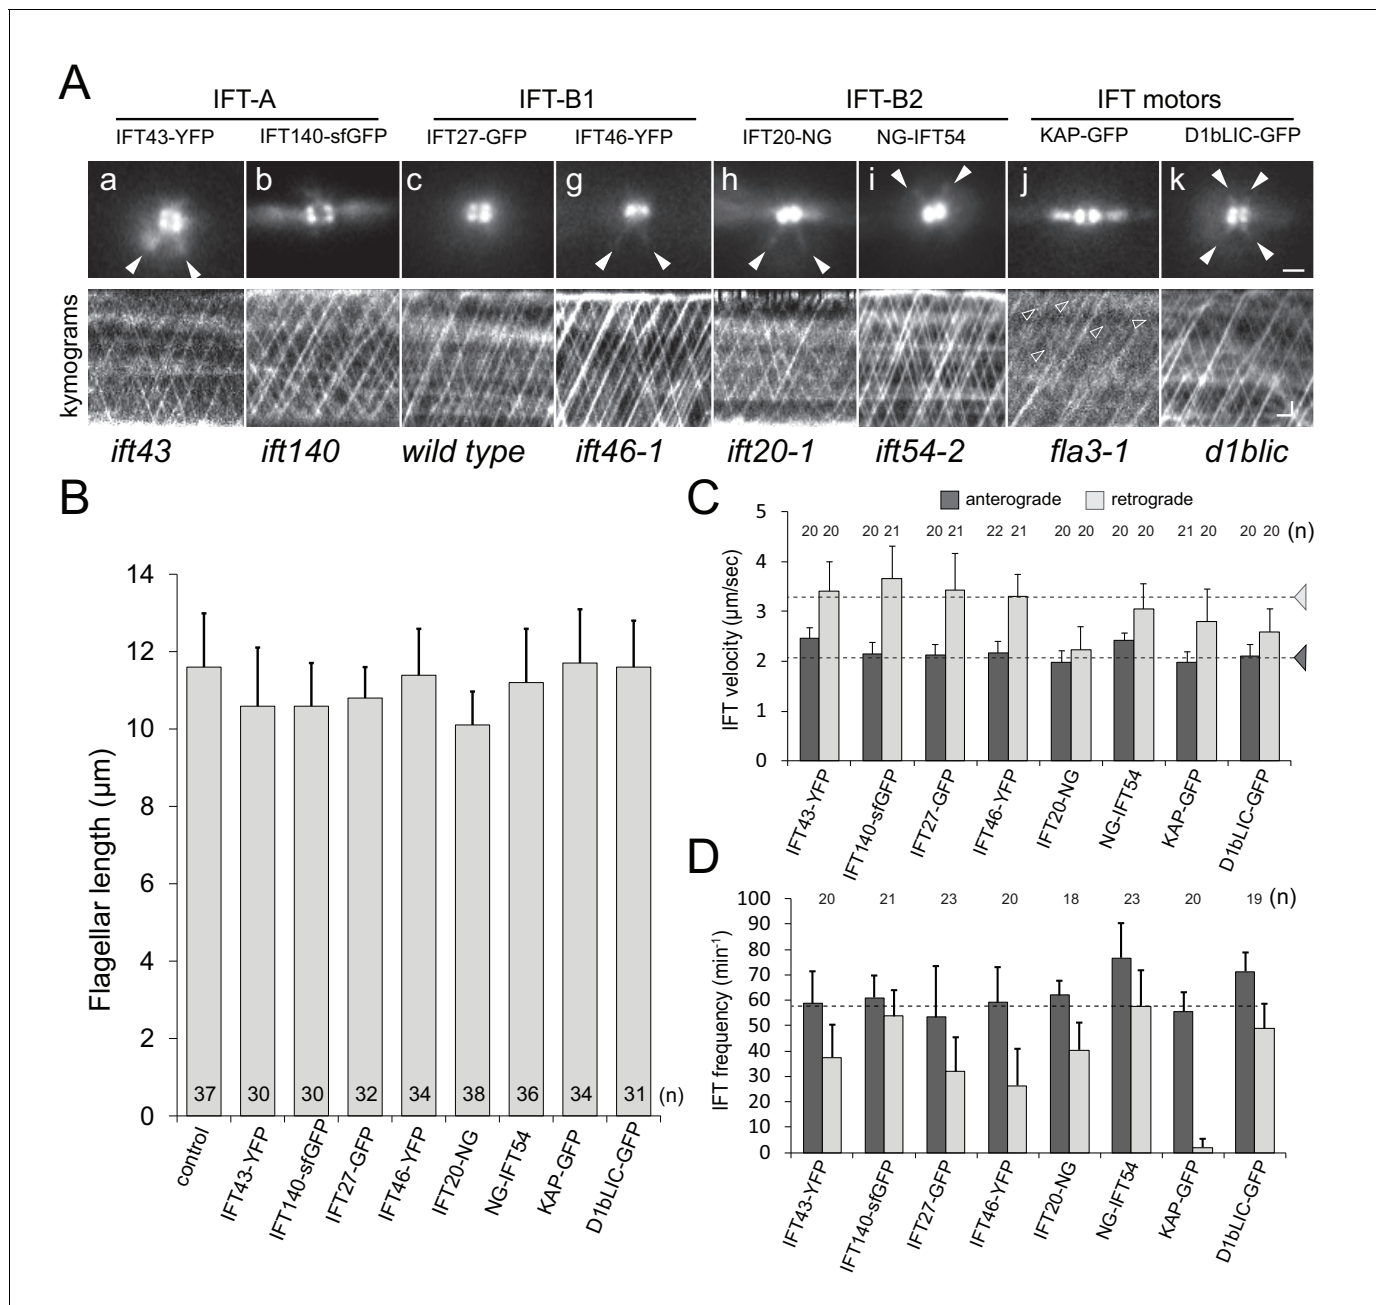 A
IFT-A IFT-B1 IFT-B2 IFT motors
IFT43-YFP IFT140-sfGFP IFT27-GFP IFT46-YFP IFT20-NG NG-IFT54 KAP-GFP D1bLIC-GFP
a b c g h i j k
kymograms
ift43 ift140 wild type ift46-1 ift20-1 ift54-2 fla3-1 d1blic
B
Flagellar length (µm)
14
12
10
8
6
4
2
0
37 30 30 32 34 38 36 34 31 (n)
control IFT43-YFP IFT140-sfGFP IFT27-GFP IFT46-YFP IFT20-NG NG-IFT54 KAP-GFP D1bLIC-GFP
C
anterograde retrograde
IFT velocity (µm/sec)
5
4
3
2
1
0
20 20 20 21 20 21 22 21 20 20 20 20 21 20 20 20 (n)
IFT43-YFP IFT140-sfGFP IFT27-GFP IFT46-YFP IFT20-NG NG-IFT54 KAP-GFP D1bLIC-GFP
D
IFT frequency (min⁻¹)
100
90
80
70
60
50
40
30
20
10
0
20 21 23 20 18 23 20 19 (n)
IFT43-YFP IFT140-sfGFP IFT27-GFP IFT46-YFP IFT20-NG NG-IFT54 KAP-GFP D1bLIC-GFP